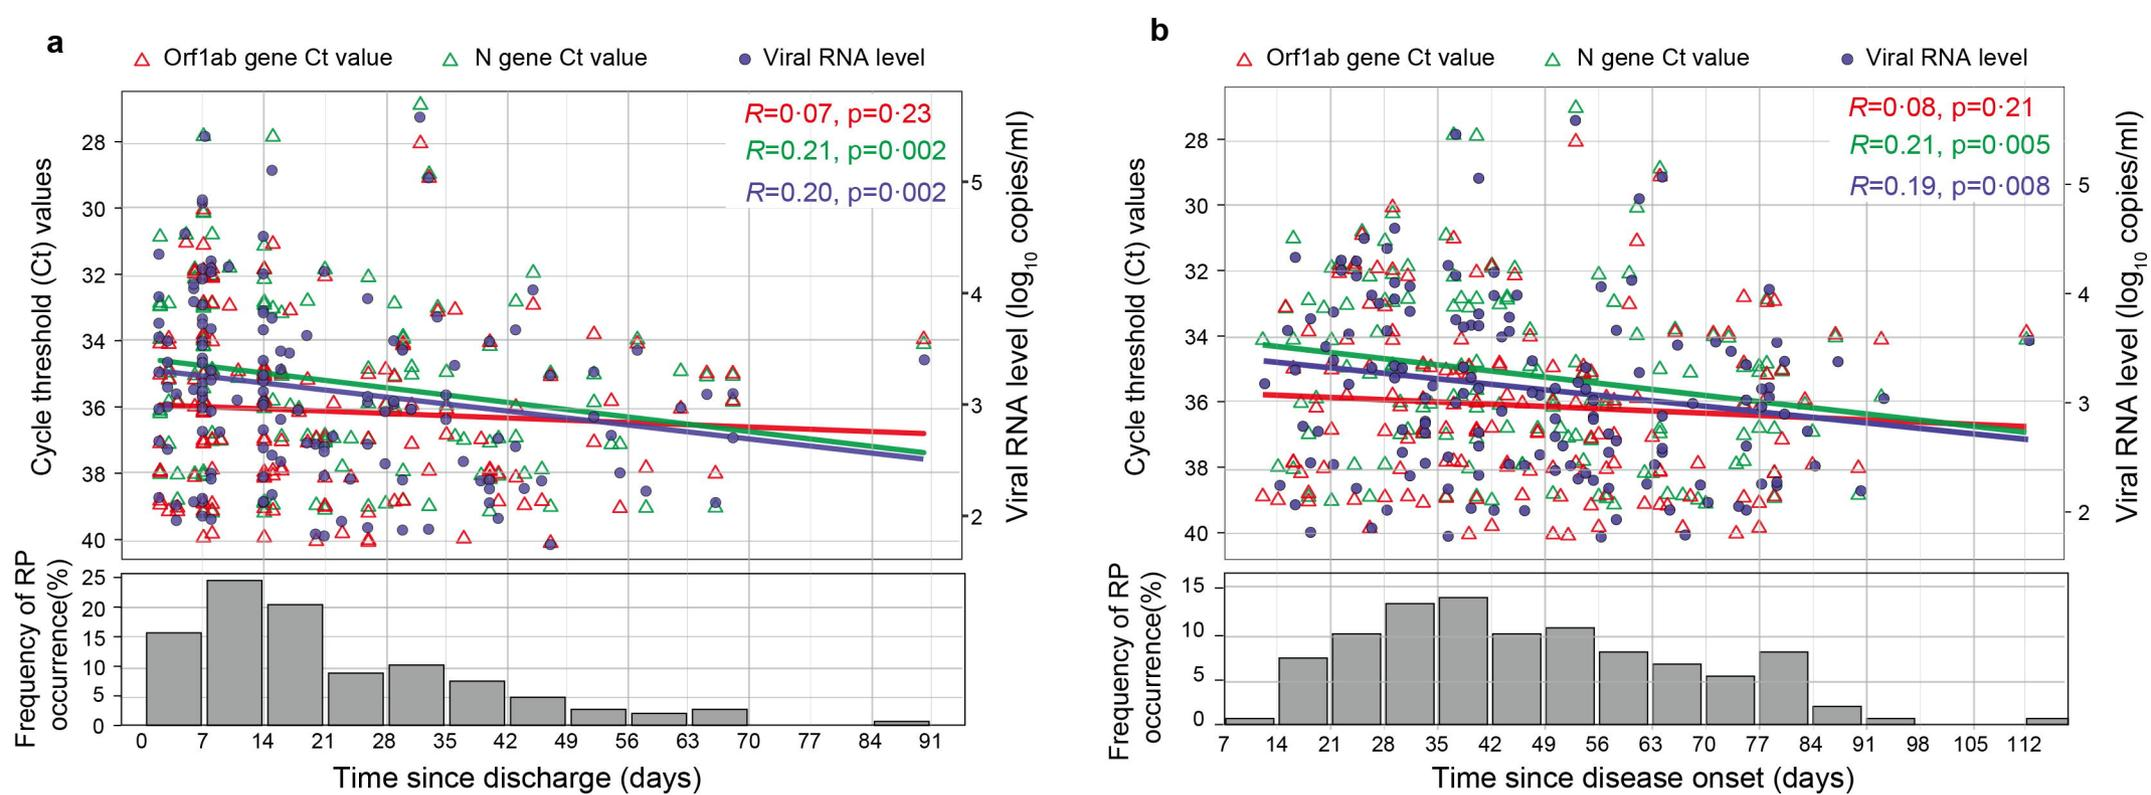 a
Orf1ab gene Ct value
N gene Ct value
Viral RNA level
R=0·07, p=0·23
R=0.21, p=0·002
R=0.20, p=0·002
Cycle threshold (Ct) values
28
30
32
34
36
38
40
Viral RNA level (log10 copies/ml)
5
4
3
2
Frequency of RP
occurrence(%)
25
20
15
10
5
0
0 7 14 21 28 35 42 49 56 63 70 77 84 91
Time since discharge (days)
b
Orf1ab gene Ct value
N gene Ct value
Viral RNA level
R=0·08, p=0·21
R=0.21, p=0·005
R=0.19, p=0·008
Cycle threshold (Ct) values
28
30
32
34
36
38
40
Viral RNA level (log10 copies/ml)
5
4
3
2
Frequency of RP
occurrence(%)
15
10
5
0
7 14 21 28 35 42 49 56 63 70 77 84 91 98 105 112
Time since disease onset (days)